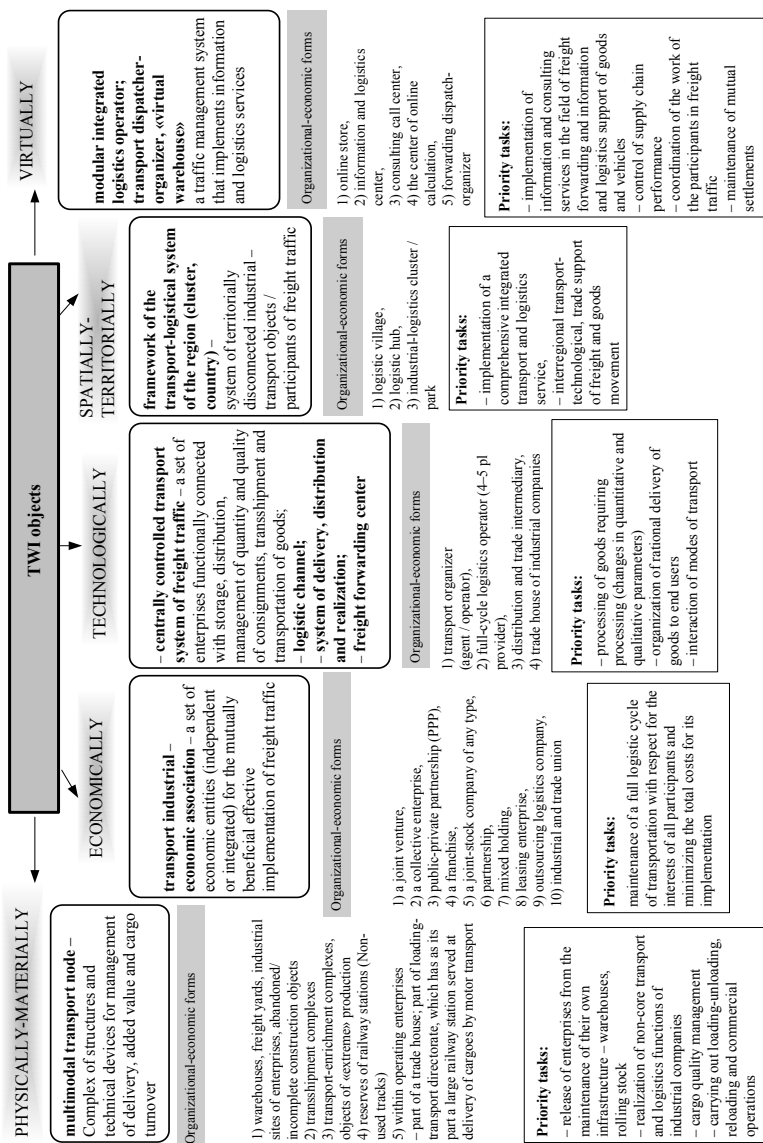 TWI objects
PHYSICALLY-MATERIALLY
multimodal transport node –
Complex of structures and
technical devices for management
of delivery, added value and cargo
turnover
Organizational-economic forms
1) warehouses, freight yards, industrial
sites of enterprises, abandoned/
incomplete construction objects
2) transshipment complexes
3) transport-enrichment complexes,
objects of «extreme» production
4) reserves of railway stations (Non-
used tracks)
5) within operating enterprises
– part of a trade house; part of loading-
transport directorate, which has as its
part a large railway station served at
delivery of cargoes by motor transport
Priority tasks:
– release of enterprises from the
maintenance of their own
infrastructure – warehouses,
rolling stock
– realization of non-core transport
and logistics functions of
industrial companies
– cargo quality management
– carrying out loading-unloading,
reloading and commercial
operations
ECONOMICALLY
transport industrial –
economic association – a set of
economic entities (independent
or integrated) for the mutually
beneficial effective
implementation of freight traffic
Organizational-economic forms
1) a joint venture,
2) a collective enterprise,
3) public-private partnership (PPP),
4) a franchise,
5) a joint-stock company of any type,
6) partnership,
7) mixed holding,
8) leasing enterprise,
9) outsourcing logistics company,
10) industrial and trade union
Priority tasks:
maintenance of a full logistic cycle
of transportation with respect for the
interests of all participants and
minimizing the total costs for its
implementation
TECHNOLOGICALLY
– centrally controlled transport
system of freight traffic – a set of
enterprises functionally connected
with storage, distribution,
management of quantity and quality
of consignments, transshipment and
transportation of goods;
– logistic channel;
– system of delivery, distribution
and realization;
– freight forwarding center
Organizational-economic forms
1) transport organizer
(agent / operator),
2) full-cycle logistics operator (4–5 pl
provider),
3) distribution and trade intermediary,
4) trade house of industrial companies
Priority tasks:
– processing of goods requiring
processing (changes in quantitative and
qualitative parameters)
– organization of rational delivery of
goods to end users
– interaction of modes of transport
SPATIALLY-
TERRITORIALLY
framework of the
transport-logistical system
of the region (cluster,
country) –
system of territorially
disconnected industrial –
transport objects /
participants of freight traffic
Organizational-economic forms
1) logistic village,
2) logistic hub,
3) industrial-logistics cluster /
park
Priority tasks:
– implementation of a
comprehensive integrated
transport and logistics
service,
– interregional transport-
technological, trade support
of freight and goods
movement
VIRTUALLY
modular integrated
logistics operator;
transport dispatcher-
organizer, «virtual
warehouse»
a traffic management system
that implements information
and logistics services
Organizational-economic forms
1) online store,
2) information and logistics
center,
3) consulting call center,
4) the center of online
calculation,
5) forwarding dispatch-
organizer
Priority tasks:
– implementation of
information and consulting
services in the field of freight
forwarding and information
and logistics support of goods
and vehicles
– control of supply chain
performance
– coordination of the work of
the participants in freight
traffic
– maintenance of mutual
settlements